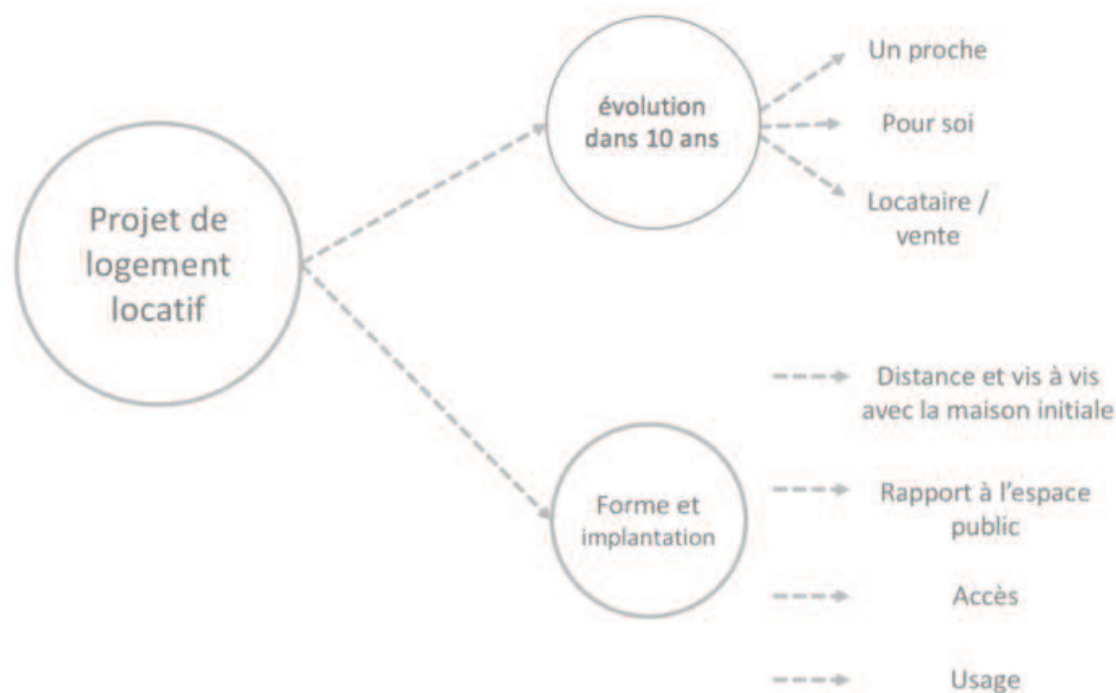 Projet de
logement
locatif
évolution
dans 10 ans
Un proche
Pour soi
Locataire /
vente
Forme et
implantation
Distance et vis à vis
avec la maison initiale
Rapport à l'espace
public
Accès
Usage